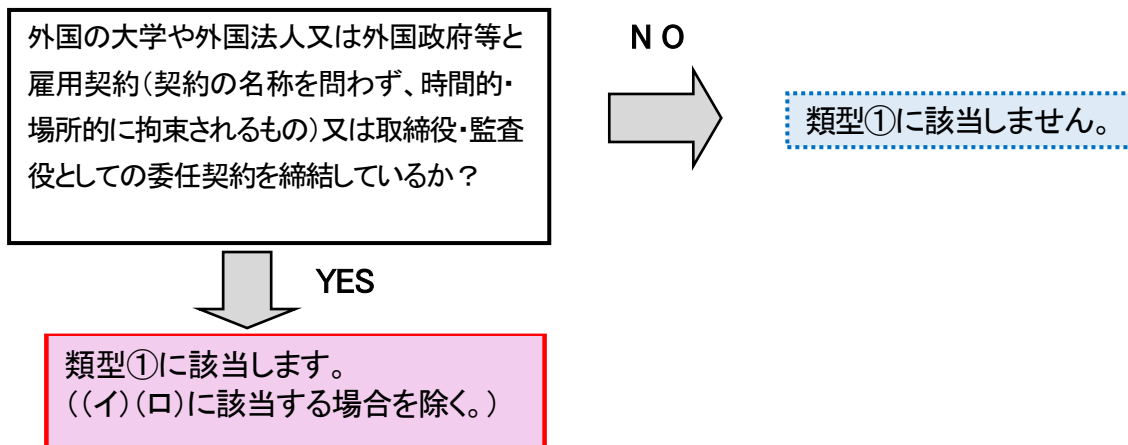 外国の大学や外国法人又は外国政府等と
雇用契約(契約の名称を問わず、時間的・
場所的に拘束されるもの)又は取締役・監査
役としての委任契約を締結しているか?
NO
類型①に該当しません。
YES
類型①に該当します。
((イ)(ロ)に該当する場合を除く。)